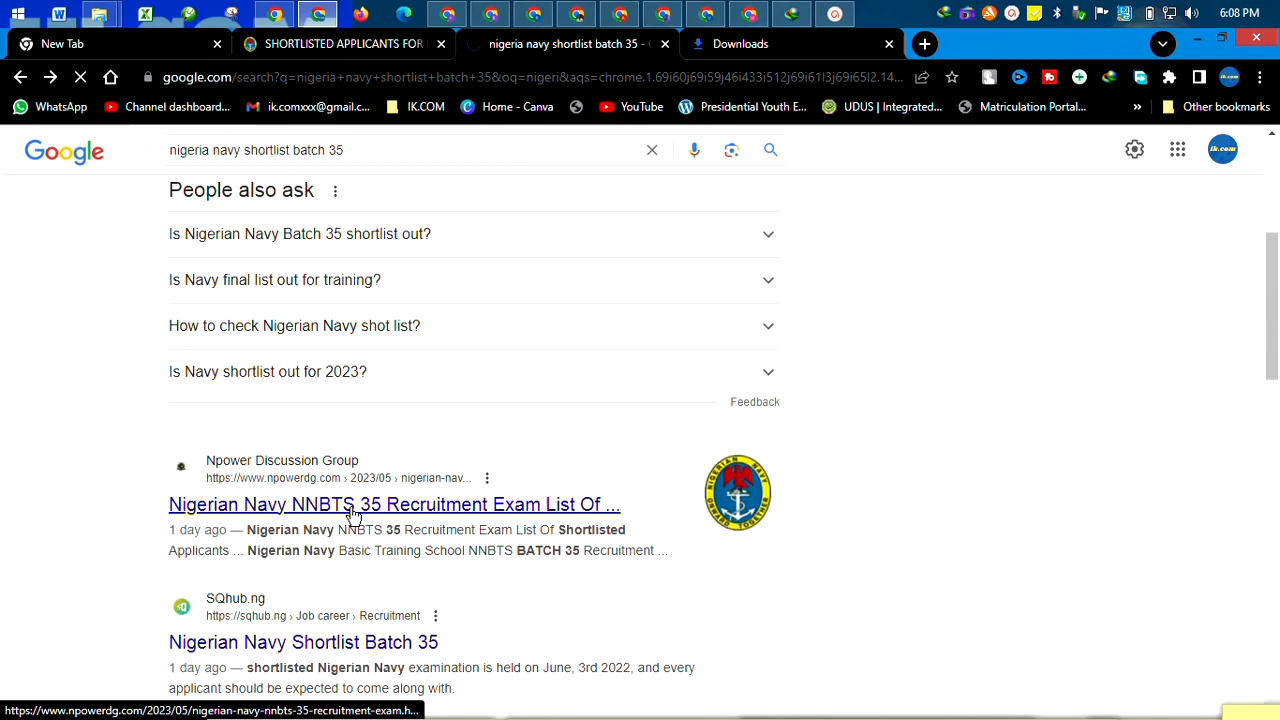 6:08 PM
New Tab
SHORTLISTED APPLICANTS FOR
nigeria navy shortlist batch 35 - 
Downloads
google.com/search?q=nigeria+navy+shortlist+batch+35&oq=nigeri&aqs=chrome.1.69i60j69i59j46i433i512j69i61l3j69i65l2.14...
WhatsApp
Channel dashboard...
ik.comxxx@gmail.c...
IK.COM
Home - Canva
YouTube
Presidential Youth E...
UDUS | Integrated...
Matriculation Portal...
»
Other bookmarks
Google
nigeria navy shortlist batch 35
ik.com
People also ask
Is Nigerian Navy Batch 35 shortlist out?
Is Navy final list out for training?
How to check Nigerian Navy shot list?
Is Navy shortlist out for 2023?
Feedback
Npower Discussion Group
https://www.npowerdg.com › 2023/05 › nigerian-nav...
Nigerian Navy NNBTS 35 Recruitment Exam List Of ...
1 day ago — Nigerian Navy NNBTS 35 Recruitment Exam List Of Shortlisted
Applicants ... Nigerian Navy Basic Training School NNBTS BATCH 35 Recruitment ...
NIGERIAN NAVY
ONWARD TOGETHER
SQhub.ng
https://sqhub.ng › Job career › Recruitment
Nigerian Navy Shortlist Batch 35
1 day ago — shortlisted Nigerian Navy examination is held on June, 3rd 2022, and every
applicant should be expected to come along with.
https://www.npowerdg.com/2023/05/nigerian-navy-nnbts-35-recruitment-exam.h...